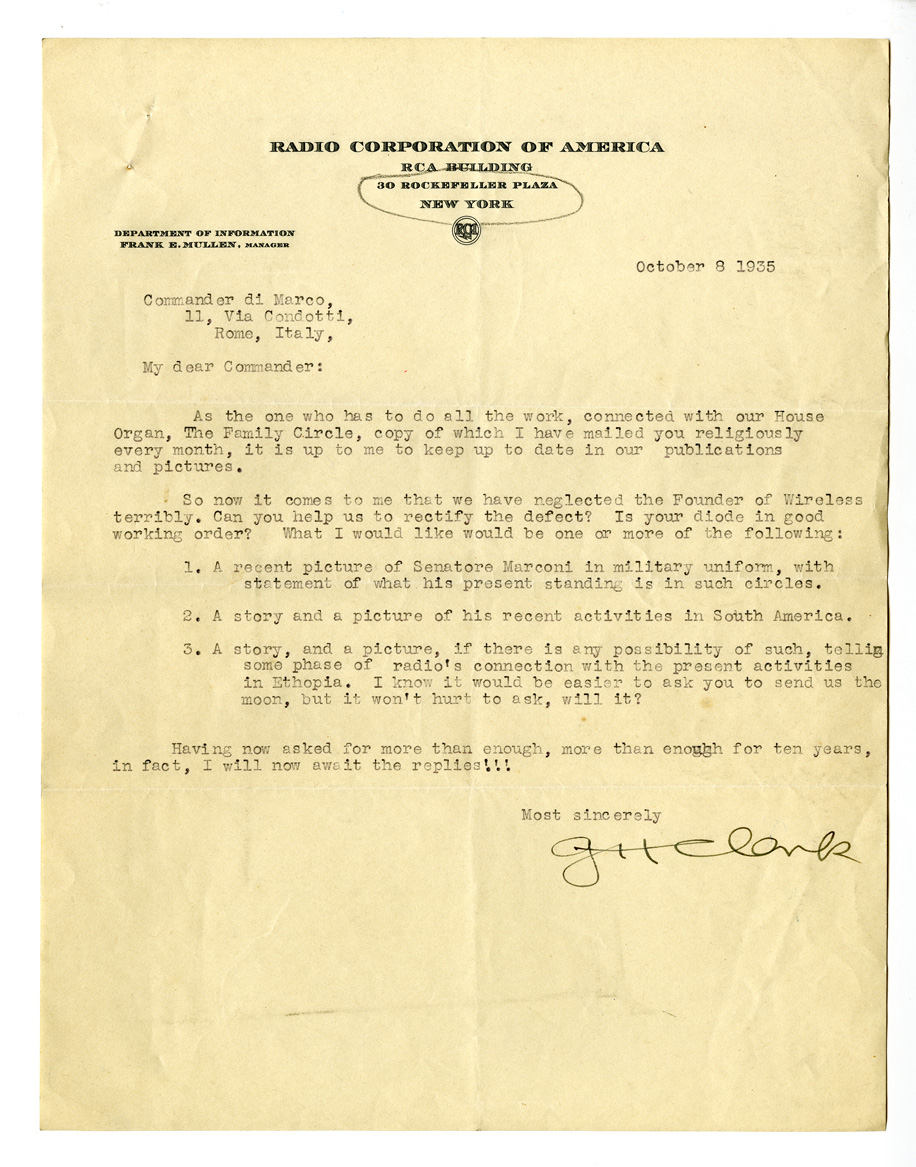 RADIO CORPORATION OF AMERICA
RCA BUILDING
30 ROCKEFELLER PLAZA
NEW YORK
RCA
DEPARTMENT OF INFORMATION
FRANK E. MULLEN, MANAGER
October 8 1935
Commander di Marco,
11, Via Condotti,
Rome, Italy,
My dear Commander:
As the one who has to do all the work, connected with our House
Organ, The Family Circle, copy of which I have mailed you religiously
every month, it is up to me to keep up to date in our publications
and pictures.
So now it comes to me that we have neglected the Founder of Wireless
terribly. Can you help us to rectify the defect? Is your diode in good
working order? What I would like would be one or more of the following:
1. A recent picture of Senatore Marconi in military uniform, with
statement of what his present standing is in such circles.
2. A story and a picture of his recent activities in South America.
3. A story, and a picture, if there is any possibility of such, tellig
some phase of radio's connection with the present activities
in Ethopia. I know it would be easier to ask you to send us the
moon, but it won't hurt to ask, will it?
Having now asked for more than enough, more than enough for ten years,
in fact, I will now await the replies!!!
Most sincerely
G H Clark